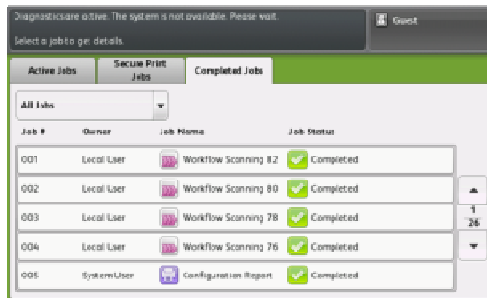 Diagnostics are active. The system is not available. Please wait.
Guest
Select a job to get details.
Active Jobs
Secure Print Jobs
Completed Jobs
All Jobs
Job # Owner Job Name Job Status
001 Local User Workflow Scanning 82 Completed
002 Local User Workflow Scanning 80 Completed
003 Local User Workflow Scanning 78 Completed
004 Local User Workflow Scanning 76 Completed
005 System User Configuration Report Completed
1
26